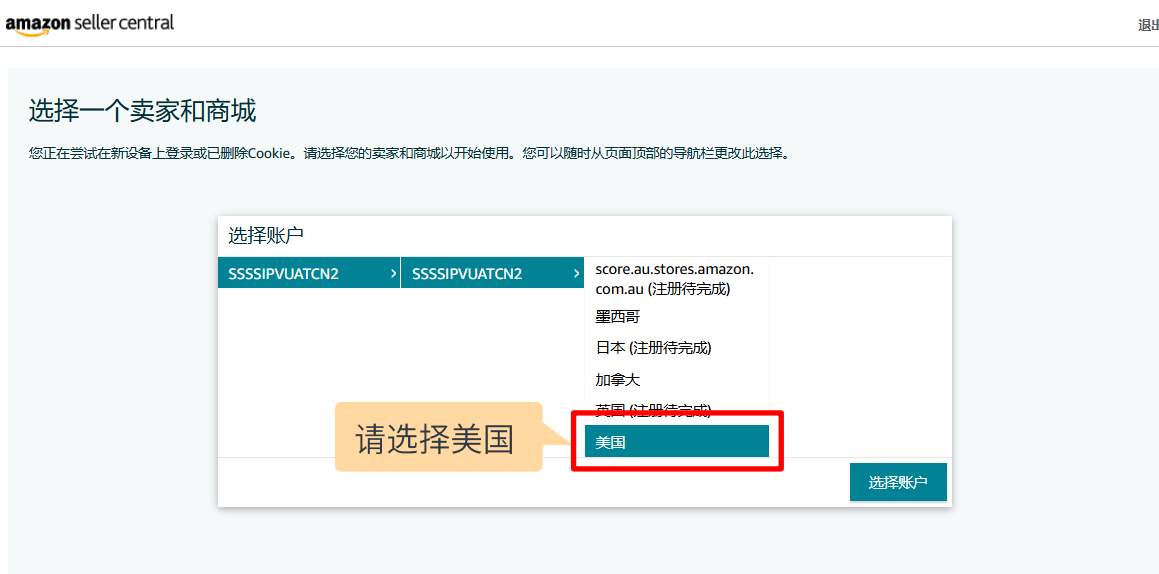 amazon seller central
退出
选择一个卖家和商城
您正在尝试在新设备上登录或已删除Cookie。请选择您的卖家和商城以开始使用。您可以随时从页面顶部的导航栏更改此选择。
选择账户
SSSSIPVUATCN2
SSSSIPVUATCN2
score.au.stores.amazon.
com.au (注册待完成)
墨西哥
日本 (注册待完成)
加拿大
英国 (注册待完成)
请选择美国
美国
选择账户